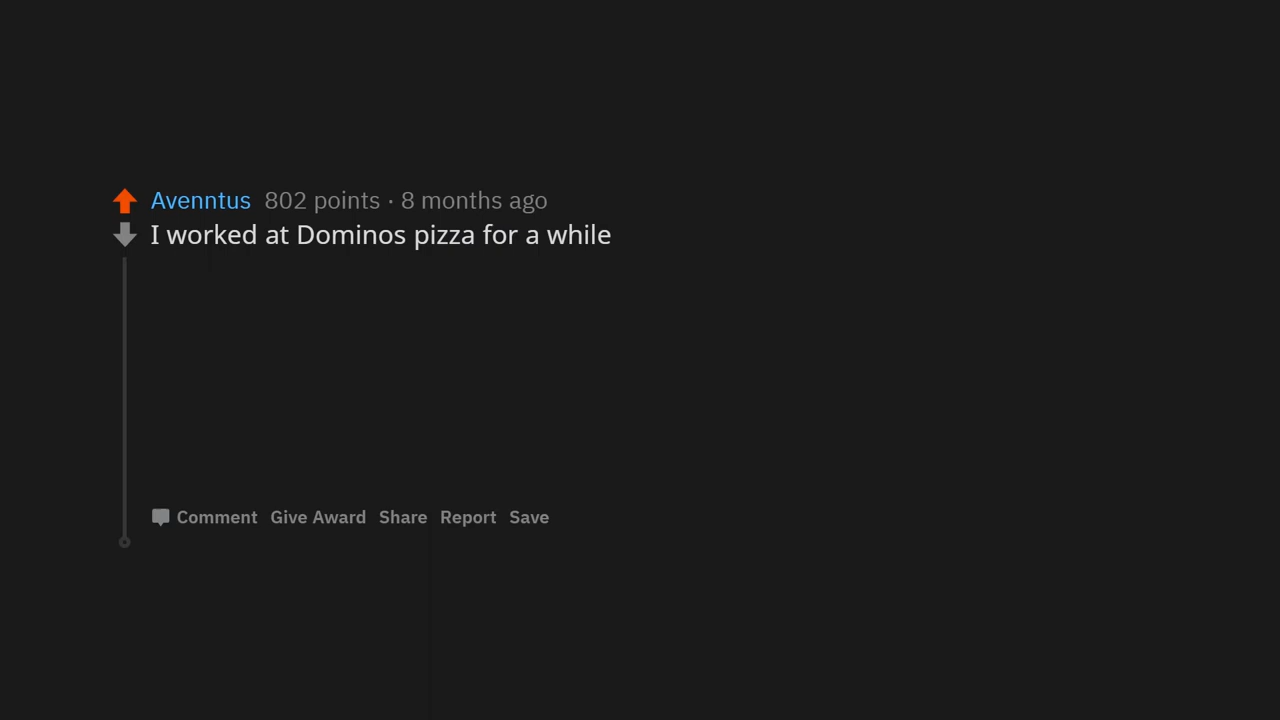 Avenntus 802 points · 8 months ago
I worked at Dominos pizza for a while
Comment Give Award Share Report Save